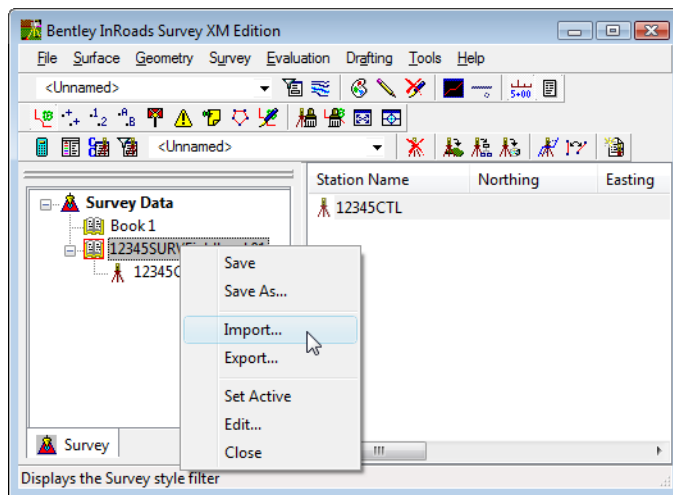 Bentley InRoads Survey XM Edition
File Surface Geometry Survey Evaluation Drafting Tools Help
<Unnamed>
5+00
<Unnamed>
Station Name Northing Easting
Survey Data
12345CTL
Book 1
12345SURV
12345C
Save
Save As...
Import...
Export...
Set Active
Edit...
Close
Survey
Displays the Survey style filter